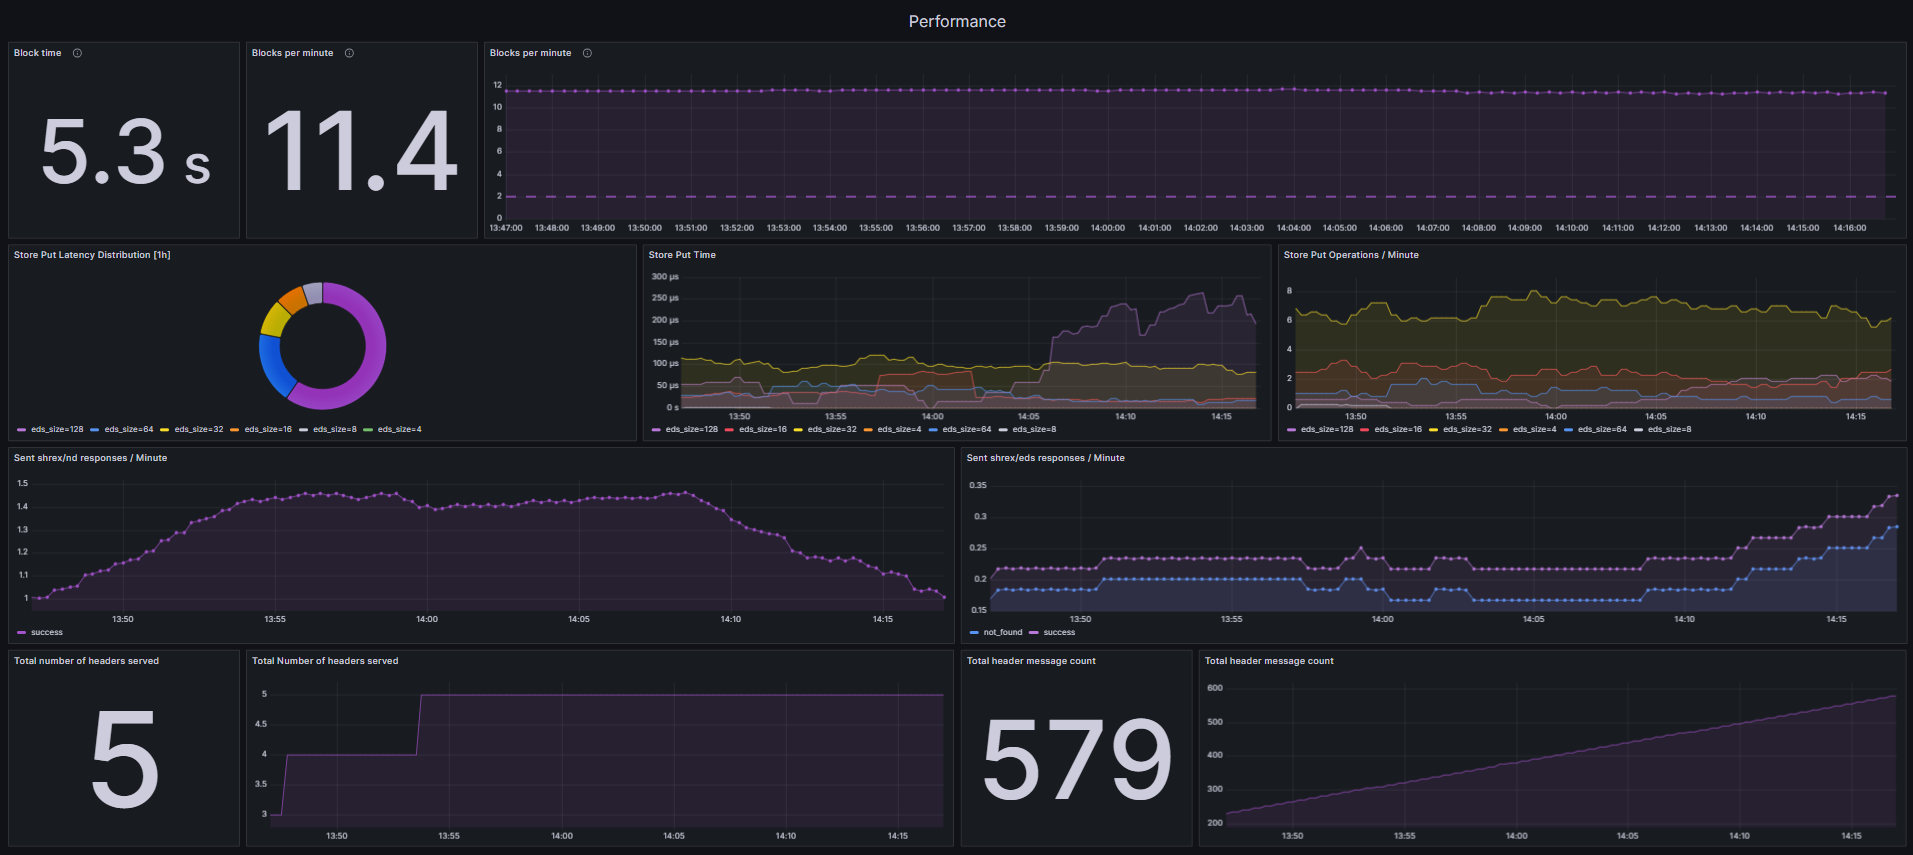 Performance
Block time
5.3 s
Blocks per minute
11.4
Blocks per minute
12
10
8
6
4
2
0
13:47:00 13:48:00 13:49:00 13:50:00 13:51:00 13:52:00 13:53:00 13:54:00 13:55:00 13:56:00 13:57:00 13:58:00 13:59:00 14:00:00 14:01:00 14:02:00 14:03:00 14:04:00 14:05:00 14:06:00 14:07:00 14:08:00 14:09:00 14:10:00 14:11:00 14:12:00 14:13:00 14:14:00 14:15:00 14:16:00
Store Put Latency Distribution [1h]
eds_size=128 eds_size=64 eds_size=32 eds_size=16 eds_size=8 eds_size=4
Store Put Time
300 µs
250 µs
200 µs
150 µs
100 µs
50 µs
0 s
13:50 13:55 14:00 14:05 14:10 14:15
eds_size=128 eds_size=16 eds_size=32 eds_size=4 eds_size=64 eds_size=8
Store Put Operations / Minute
8
6
4
2
0
13:50 13:55 14:00 14:05 14:10 14:15
eds_size=128 eds_size=16 eds_size=32 eds_size=4 eds_size=64 eds_size=8
Sent shrex/nd responses / Minute
1.5
1.4
1.3
1.2
1.1
1
13:50 13:55 14:00 14:05 14:10 14:15
success
Sent shrex/eds responses / Minute
0.35
0.3
0.25
0.2
0.15
13:50 13:55 14:00 14:05 14:10 14:15
not_found success
Total number of headers served
5
Total Number of headers served
5
4.5
4
3.5
3
13:50 13:55 14:00 14:05 14:10 14:15
Total header message count
579
Total header message count
600
500
400
300
200
13:50 13:55 14:00 14:05 14:10 14:15